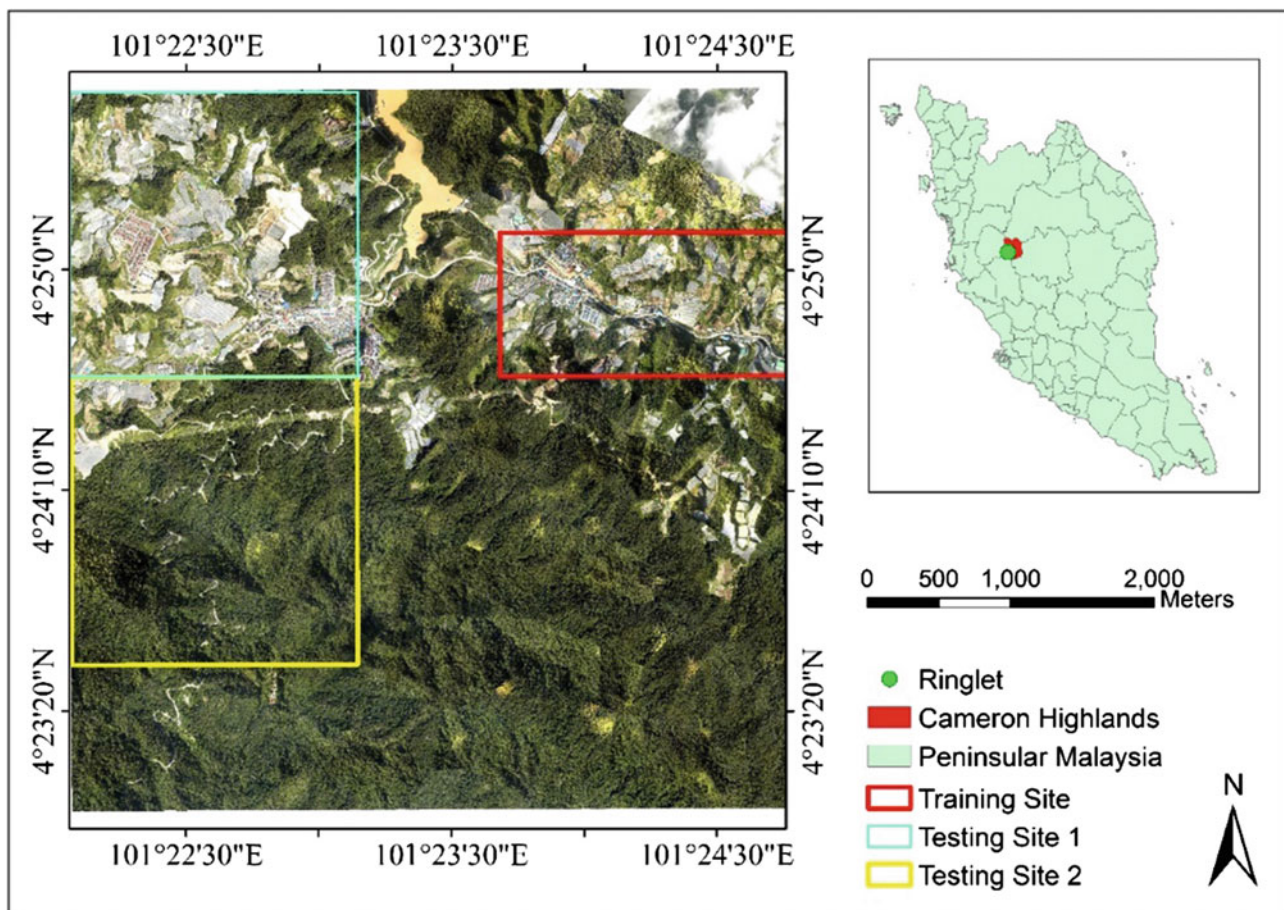 101°22'30"E 101°23'30"E 101°24'30"E
4°25'0"N
4°24'10"N
4°23'20"N
4°25'0"N
4°24'10"N
4°23'20"N
101°22'30"E 101°23'30"E 101°24'30"E
0 500 1,000 2,000
Meters
Ringlet
Cameron Highlands
Peninsular Malaysia
Training Site
Testing Site 1
Testing Site 2
N